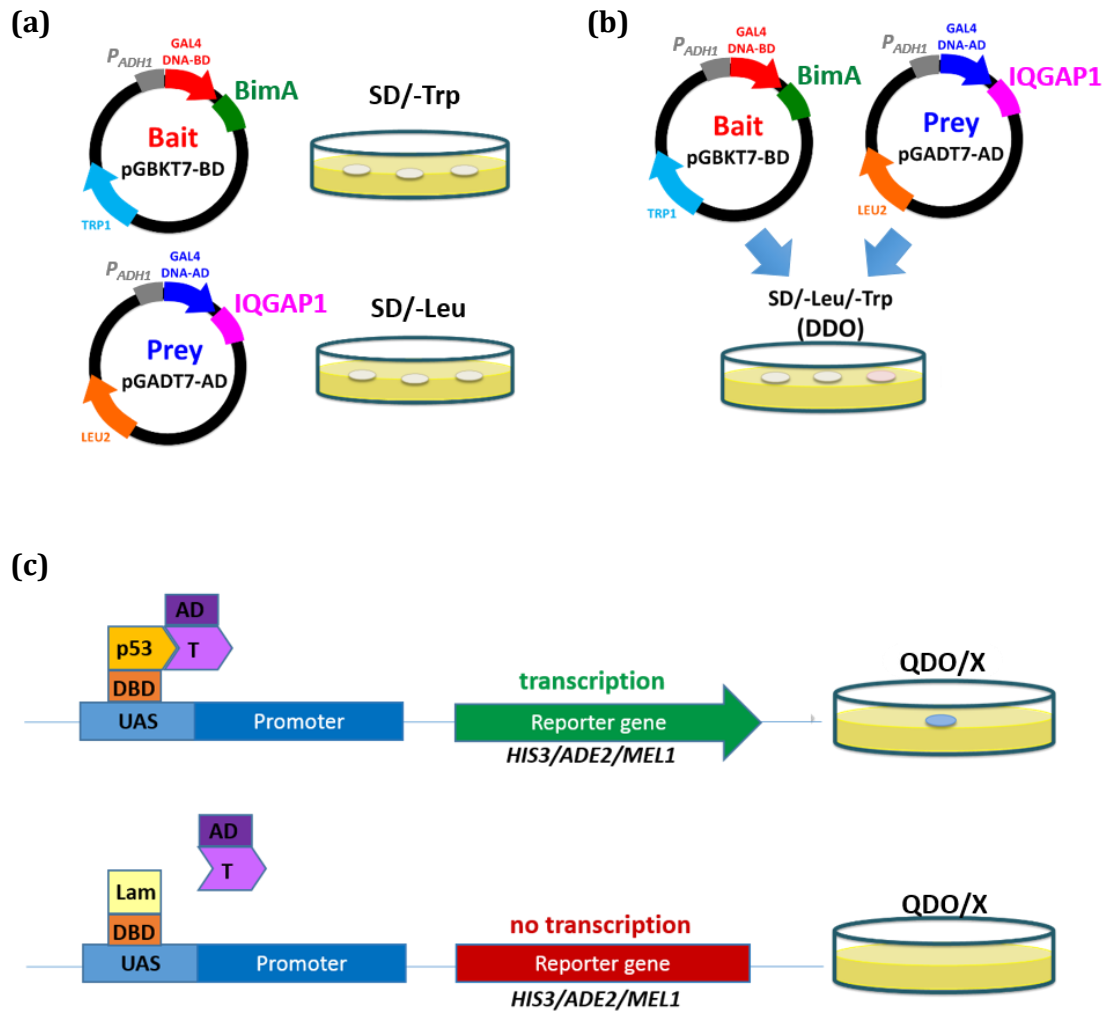 (a)
P_ADH1
GAL4
DNA-BD
BimA
Bait
pGBKT7-BD
TRP1
SD/-Trp
P_ADH1
GAL4
DNA-AD
IQGAP1
Prey
pGADT7-AD
LEU2
SD/-Leu
(b)
P_ADH1
GAL4
DNA-BD
BimA
Bait
pGBKT7-BD
TRP1
P_ADH1
GAL4
DNA-AD
IQGAP1
Prey
pGADT7-AD
LEU2
SD/-Leu/-Trp
(DDO)
(c)
AD
p53
T
DBD
UAS
Promoter
transcription
Reporter gene
HIS3/ADE2/MEL1
QDO/X
AD
T
Lam
DBD
UAS
Promoter
no transcription
Reporter gene
HIS3/ADE2/MEL1
QDO/X